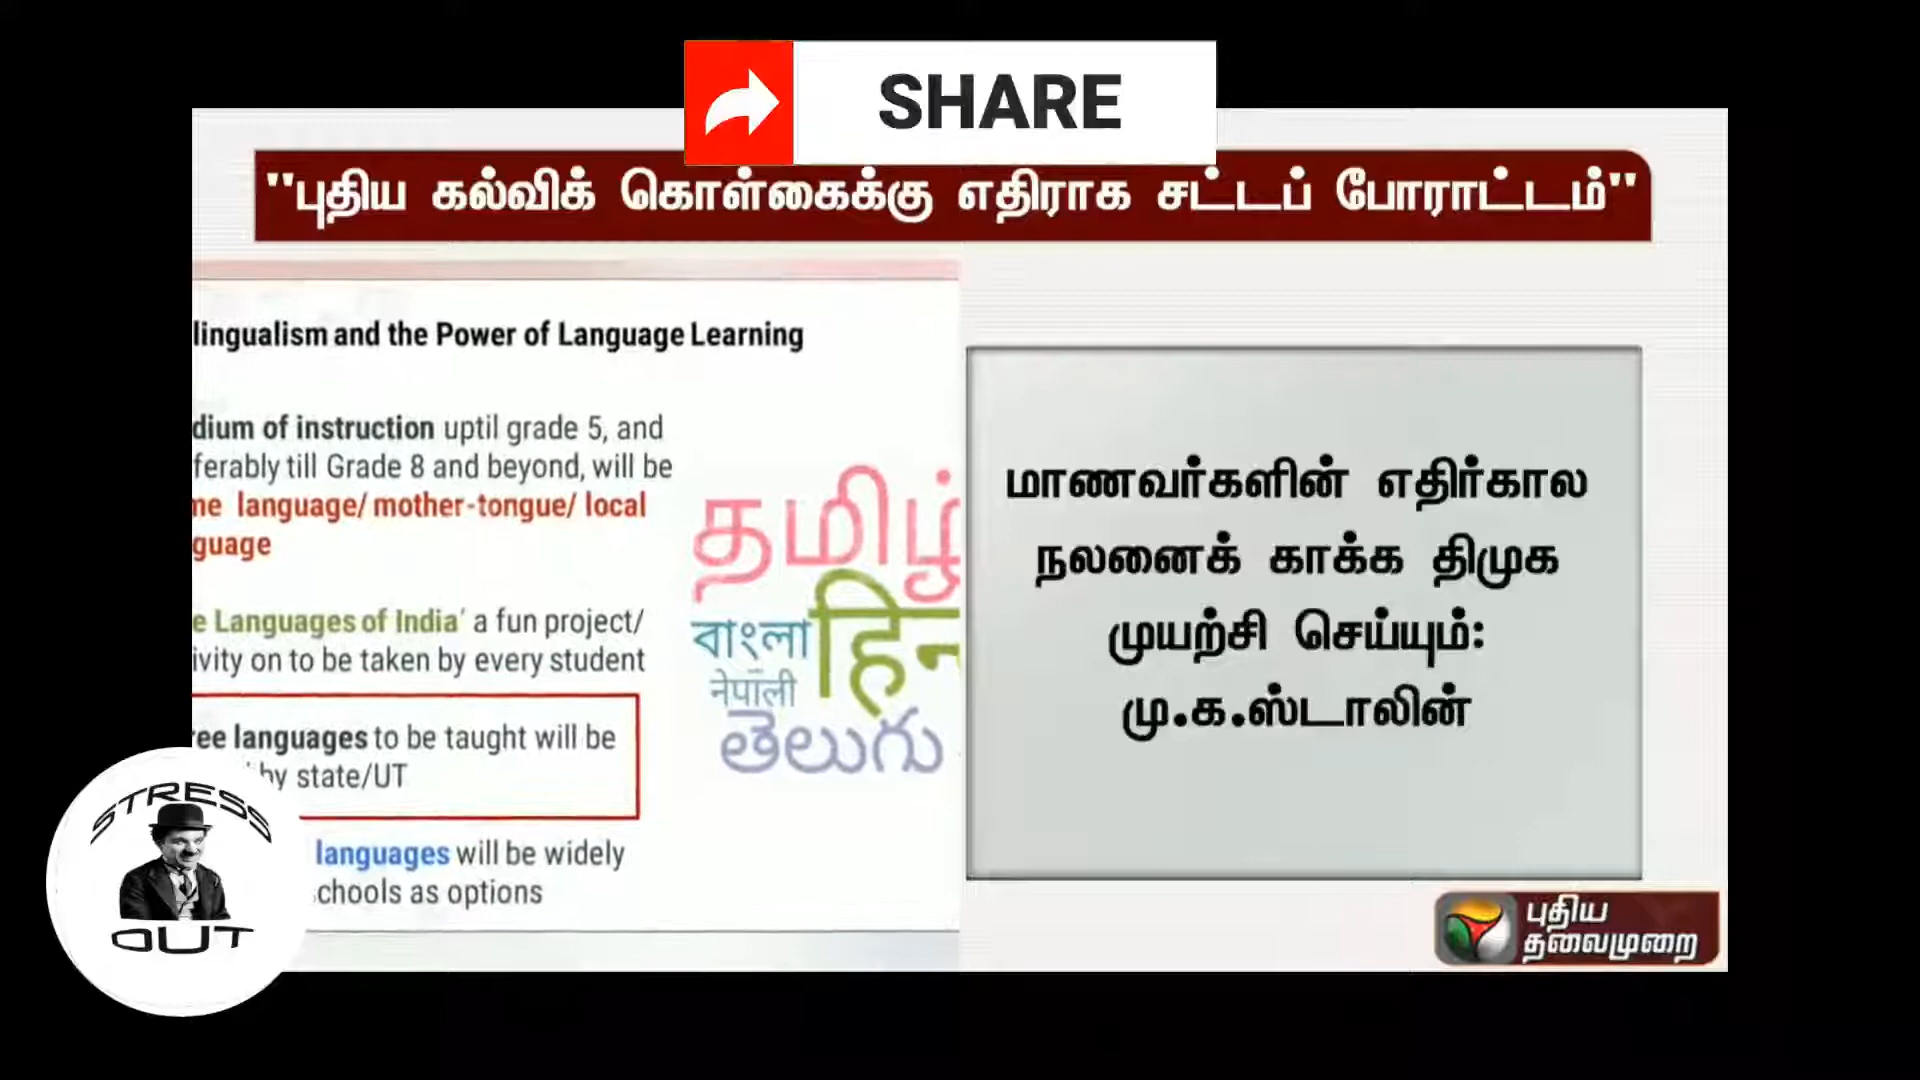 SHARE
"புதிய கல்விக் கொள்கைக்கு எதிராக சட்டப் போராட்டம்"
lingualism and the Power of Language Learning
dium of instruction uptil grade 5, and
ferably till Grade 8 and beyond, will be
me language/ mother-tongue/ local
guage
e Languages of India' a fun project/
ivity on to be taken by every student
ree languages to be taught will be
by state/UT
languages will be widely
chools as options
தமிழ்
বাংলা
हिन
नेपाली
తెలుగు
மாணவர்களின் எதிர்கால
நலனைக் காக்க திமுக
முயற்சி செய்யும்:
மு.க.ஸ்டாலின்
STRESS
OUT
புதிய
தலைமுறை